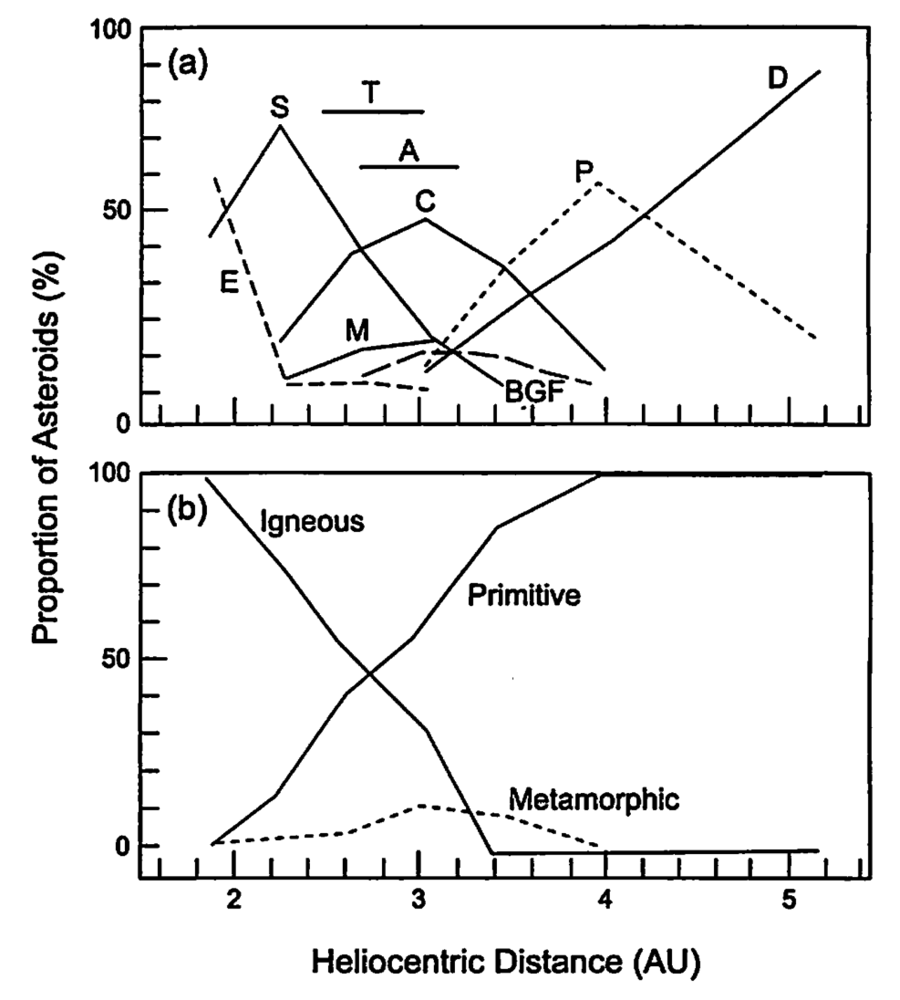 100
(a)
D
T
S
A
P
C
50
E
M
BGF
0
Proportion of Asteroids (%)
100
(b)
Igneous
Primitive
50
Metamorphic
0
2 3 4 5
Heliocentric Distance (AU)